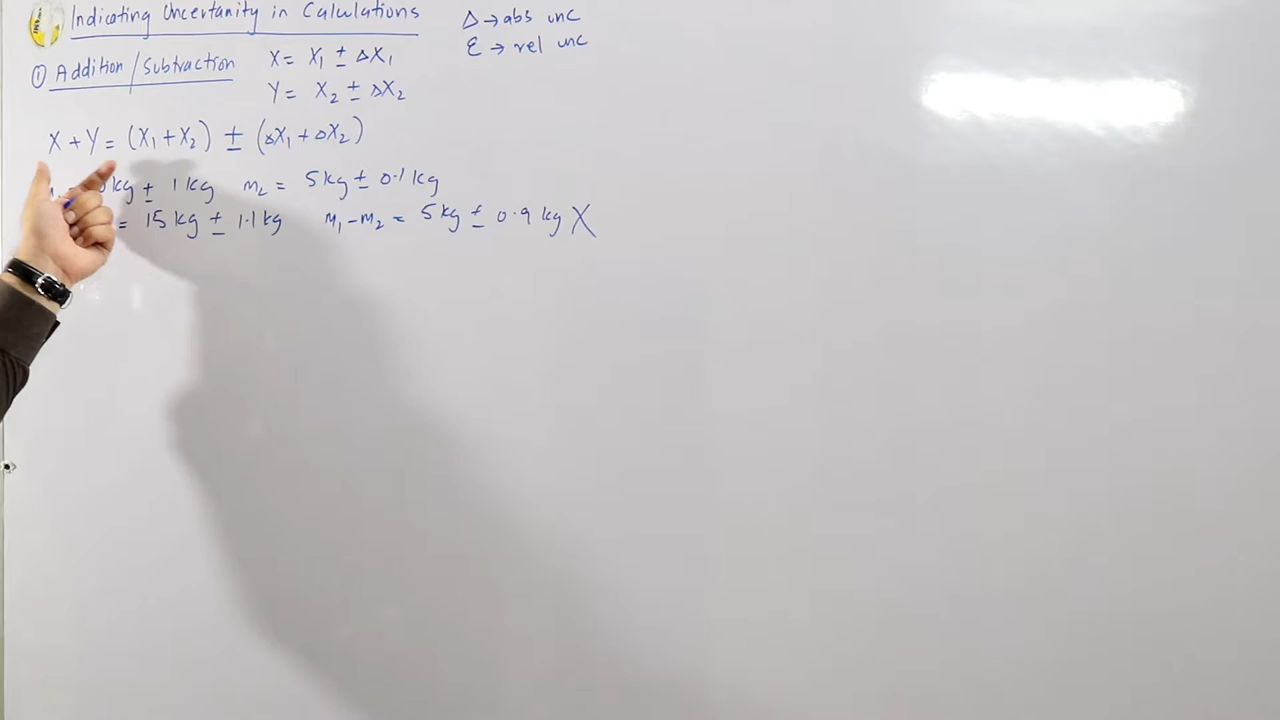 Indicating Uncertanity in Calculations
Δ → abs unc
Ɛ → rel unc
① Addition / Subtraction
X = X₁ ± ΔX₁
Y = X₂ ± ΔX₂
X + Y = (X₁ + X₂) ± (ΔX₁ + ΔX₂)
kg ± 1 kg m₂ = 5 kg ± 0.1 kg
= 15 kg ± 1.1 kg m₁ - m₂ = 5 kg ± 0.9 kg X